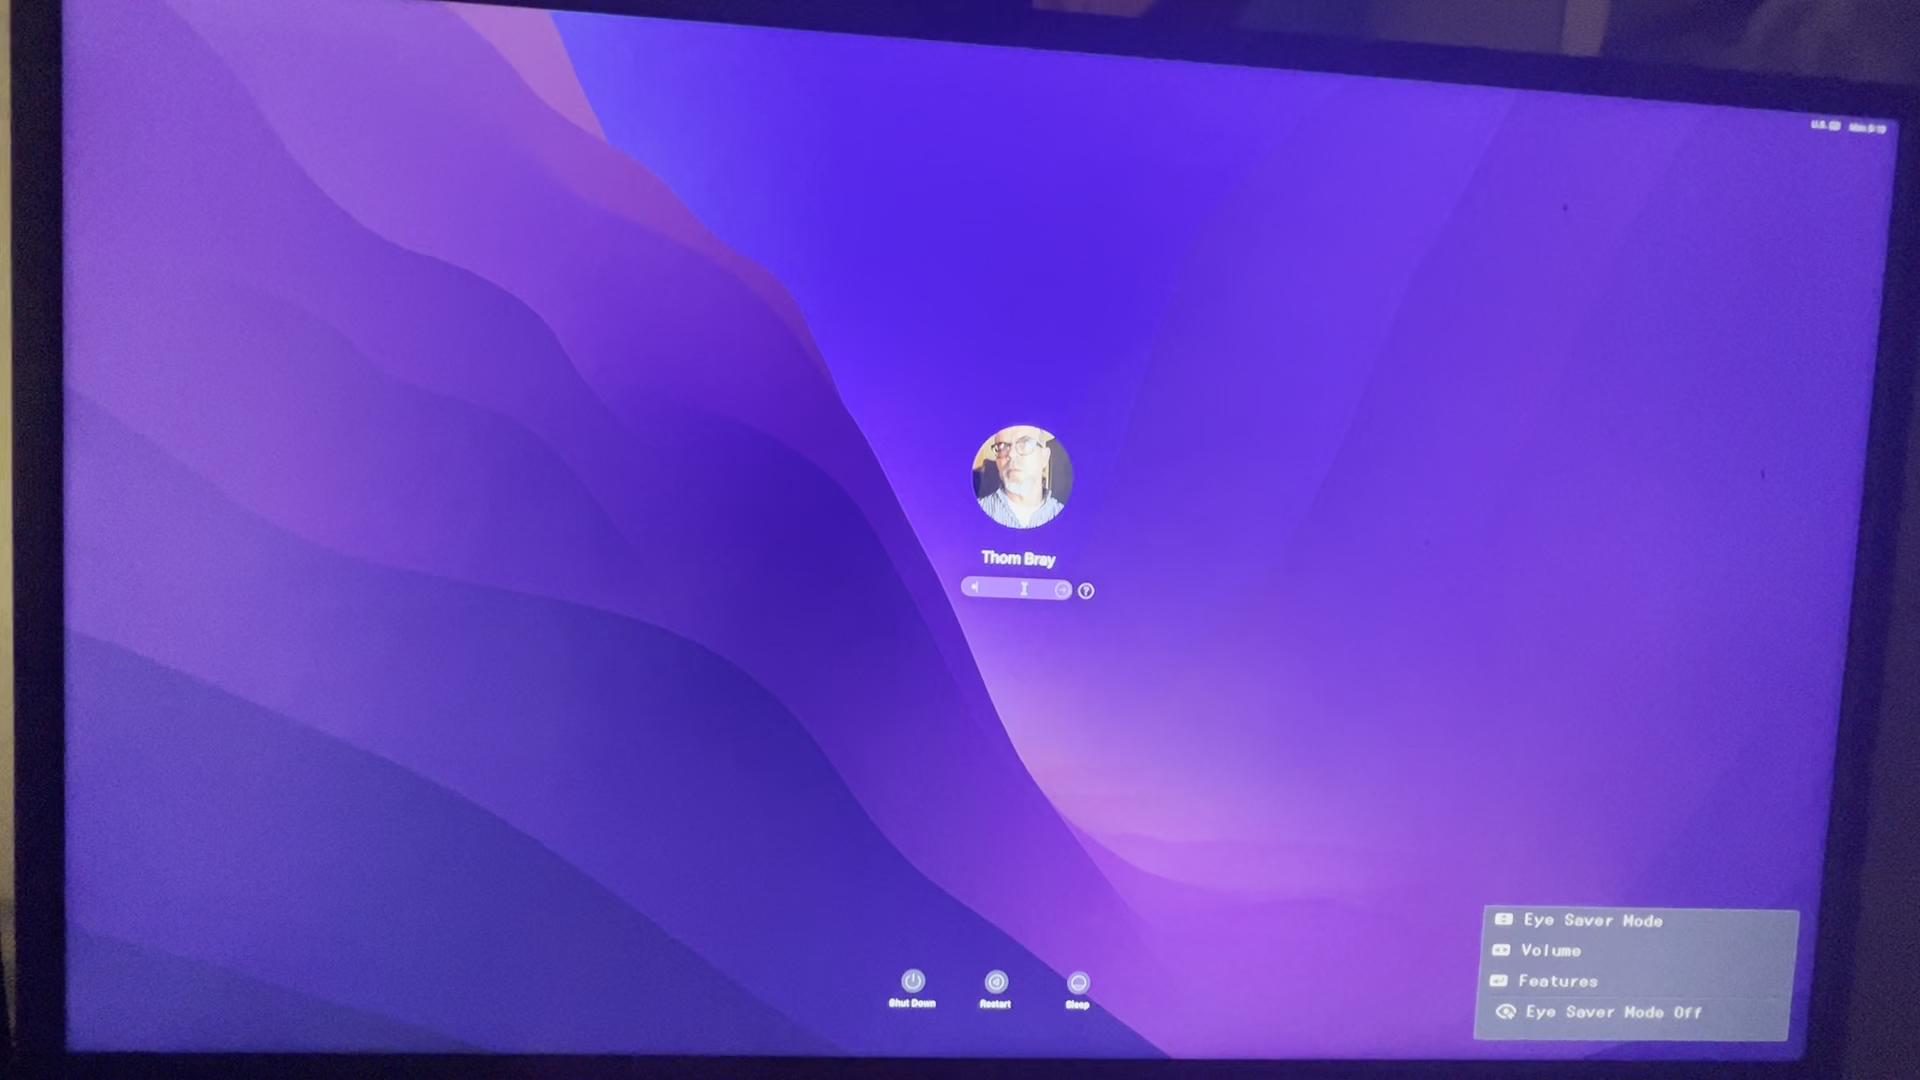 U.S.
Thom Bray
Shut Down
Restart
Sleep
Eye Saver Mode
Volume
Features
Eye Saver Mode Off